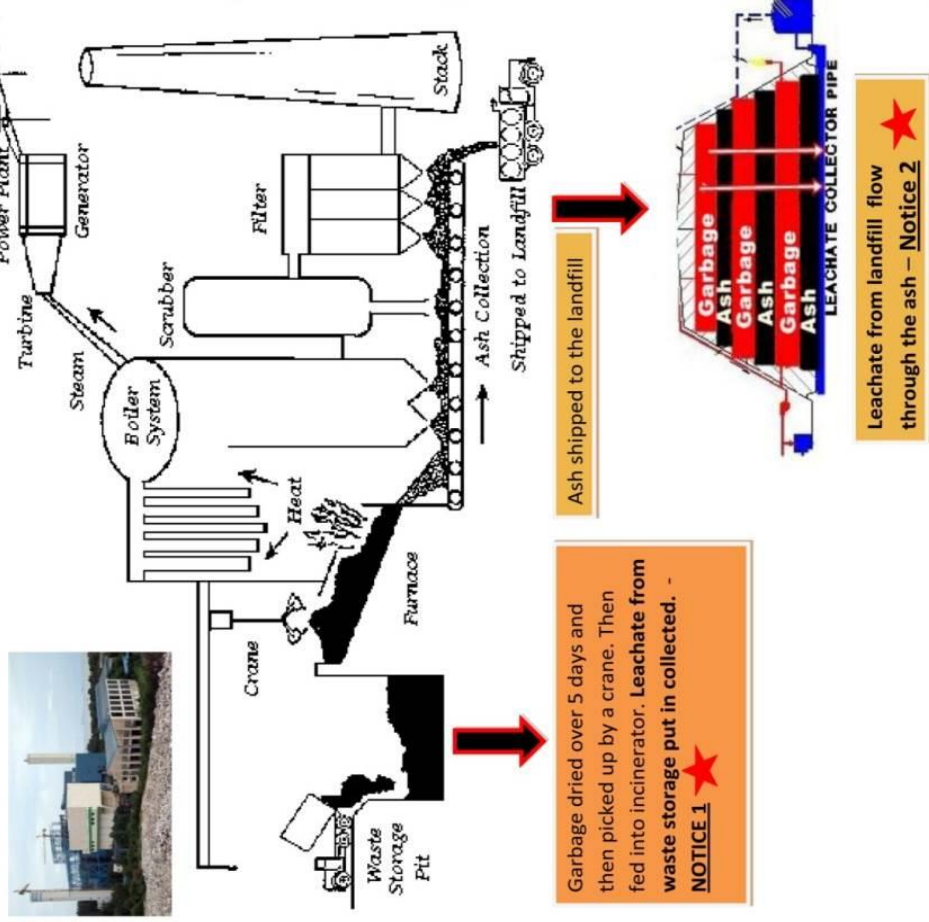 Power Plant
Turbine
Generator
Steam
Boiler
System
Scrubber
Filter
Stack
Heat
Crane
Furnace
Waste
Storage
Pit
Ash Collection
Shipped to Landfill
Garbage dried over 5 days and
then picked up by a crane. Then
fed into incinerator. Leachate from
waste storage put in collected. -
NOTICE 1
Ash shipped to the landfill
Garbage
Ash
Garbage
Ash
Garbage
Ash
LEACHATE COLLECTOR PIPE
Leachate from landfill flow
through the ash – Notice 2